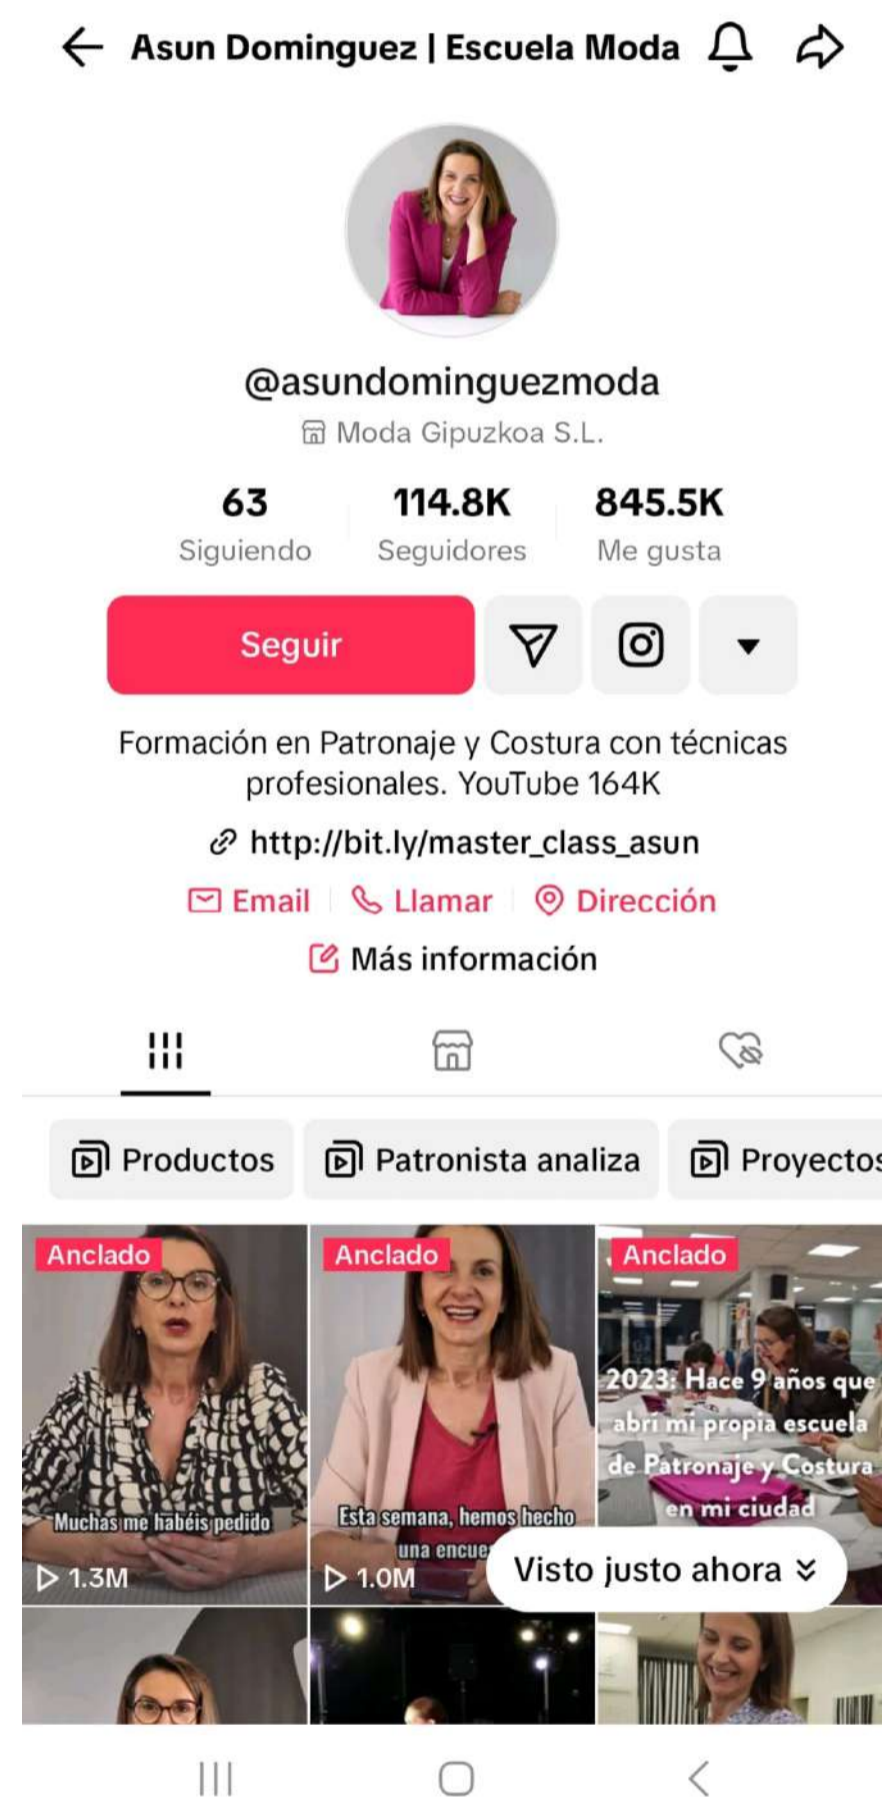 Asun Dominguez | Escuela Moda
@asundominguezmoda
Moda Gipuzkoa S.L.
63 114.8K 845.5K
Siguiendo Seguidores Me gusta
Seguir
Formación en Patronaje y Costura con técnicas
profesionales. YouTube 164K
http://bit.ly/master_class_asun
Email Llamar Dirección
Más información
Productos Patronista analiza Proyectos
Anclado Anclado Anclado
2023: Hace 9 años que
abrí mi propia escuela
de Patronaje y Costura
en mi ciudad
Muchas me habéis pedido
Esta semana, hemos hecho
una encue
1.3M 1.0M
Visto justo ahora